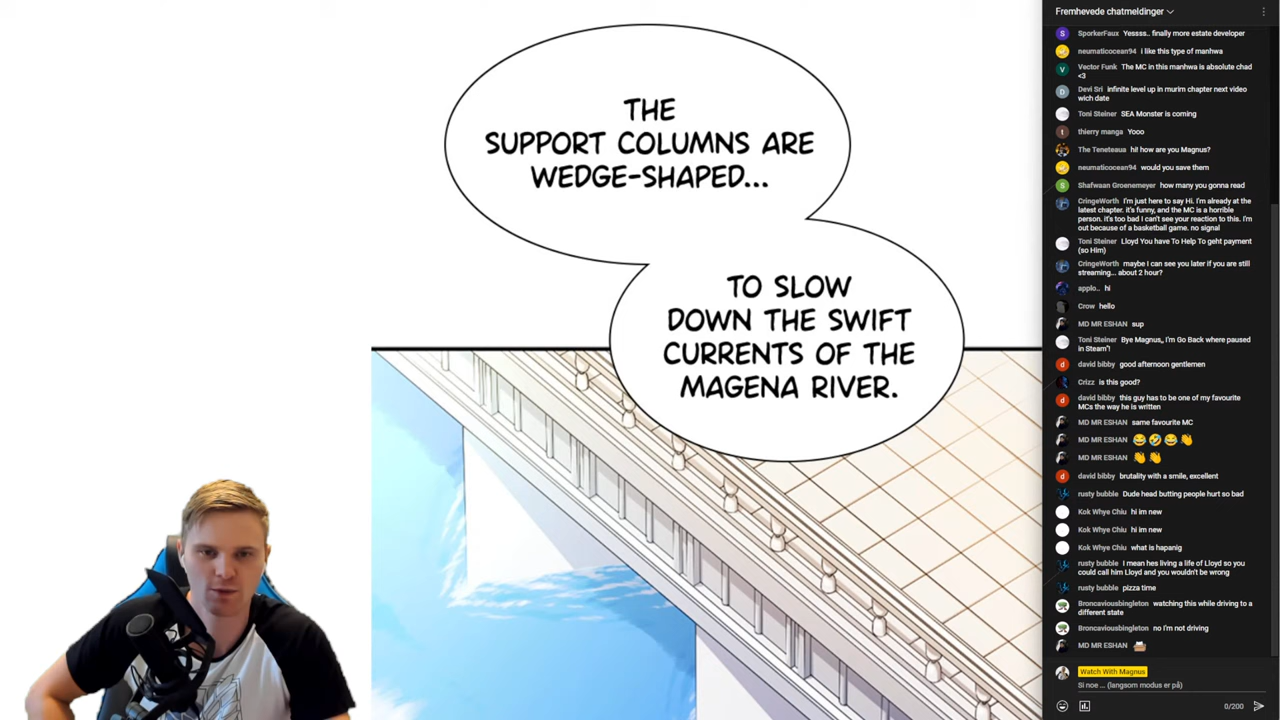 THE
SUPPORT COLUMNS ARE
WEDGE-SHAPED...
TO SLOW
DOWN THE SWIFT
CURRENTS OF THE
MAGENA RIVER.
Fremhevede chatmeldinger
S SporkerFaux Yessss.. finally more estate developer
neumaticocean94 i like this type of manhwa
V Vector Funk The MC in this manhwa is absolute chad
<3
D Devi Sri infinite level up in murim chapter next video
wich date
Toni Steiner SEA Monster is coming
t thierry manga Yooo
The Teneteaua hi! how are you Magnus?
neumaticocean94 would you save them
S Shafwaan Groenemeyer how many you gonna read
CringeWorth I'm just here to say Hi. I'm already at the
latest chapter. it's funny, and the MC is a horrible
person. it's too bad I can't see your reaction to this. I'm
out because of a basketball game. no signal
Toni Steiner Lloyd You have To Help To geht payment
(so Him)
CringeWorth maybe I can see you later if you are still
streaming... about 2 hour?
applo.. hi
Crow hello
MD MR ESHAN sup
Toni Steiner Bye Magnus,, I'm Go Back where paused
in Steam"!
d david bibby good afternoon gentlemen
Crizz is this good?
d david bibby this guy has to be one of my favourite
MCs the way he is written
MD MR ESHAN same favourite MC
MD MR ESHAN 😂🤣😂👏
MD MR ESHAN 👏👏
d david bibby brutality with a smile, excellent
rusty bubble Dude head butting people hurt so bad
Kok Whye Chiu hi im new
Kok Whye Chiu hi im new
Kok Whye Chiu what is hapanig
rusty bubble I mean hes living a life of Lloyd so you
could call him Lloyd and you wouldn't be wrong
rusty bubble pizza time
Broncaviousbingleton watching this while driving to a
different state
Broncaviousbingleton no I'm not driving
MD MR ESHAN
Watch With Magnus
Si noe ... (langsom modus er på)
0/200